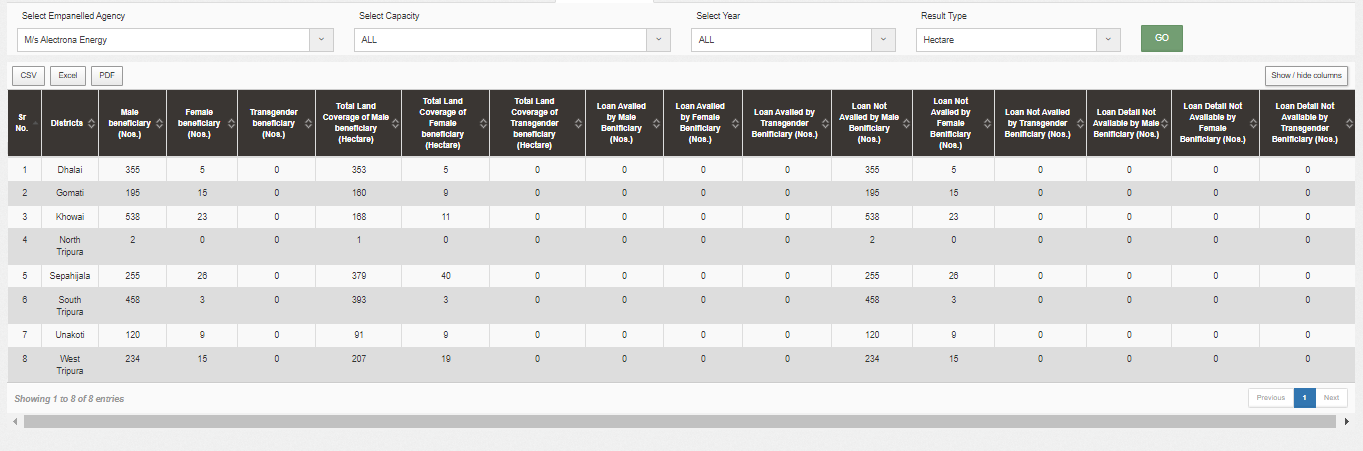 Select Empanelled Agency Select Capacity Select Year Result Type
M/s Alectrona Energy ALL ALL Hectare GO
CSV Excel PDF Show / hide columns
Sr No. Districts Male beneficiary (Nos.) Female beneficiary (Nos.) Transgender beneficiary (Nos.) Total Land Coverage of Male beneficiary (Hectare) Total Land Coverage of Female beneficiary (Hectare) Total Land Coverage of Transgender beneficiary (Hectare) Loan Availed by Male Benificiary (Nos.) Loan Availed by Female Benificiary (Nos.) Loan Availed by Transgender Benificiary (Nos.) Loan Not Availed by Male Benificiary (Nos.) Loan Not Availed by Female Benificiary (Nos.) Loan Not Availed by Transgender Benificiary (Nos.) Loan Detail Not Available by Male Benificiary (Nos.) Loan Detail Not Available by Female Benificiary (Nos.) Loan Detail Not Available by Transgender Benificiary (Nos.)
1 Dhalai 355 5 0 353 5 0 0 0 0 355 5 0 0 0 0
2 Gomati 195 15 0 160 9 0 0 0 0 195 15 0 0 0 0
3 Khowai 538 23 0 168 11 0 0 0 0 538 23 0 0 0 0
4 North Tripura 2 0 0 1 0 0 0 0 0 2 0 0 0 0 0
5 Sepahijala 255 26 0 379 40 0 0 0 0 255 26 0 0 0 0
6 South Tripura 458 3 0 393 3 0 0 0 0 458 3 0 0 0 0
7 Unakoti 120 9 0 91 9 0 0 0 0 120 9 0 0 0 0
8 West Tripura 234 15 0 207 19 0 0 0 0 234 15 0 0 0 0
Showing 1 to 8 of 8 entries Previous 1 Next